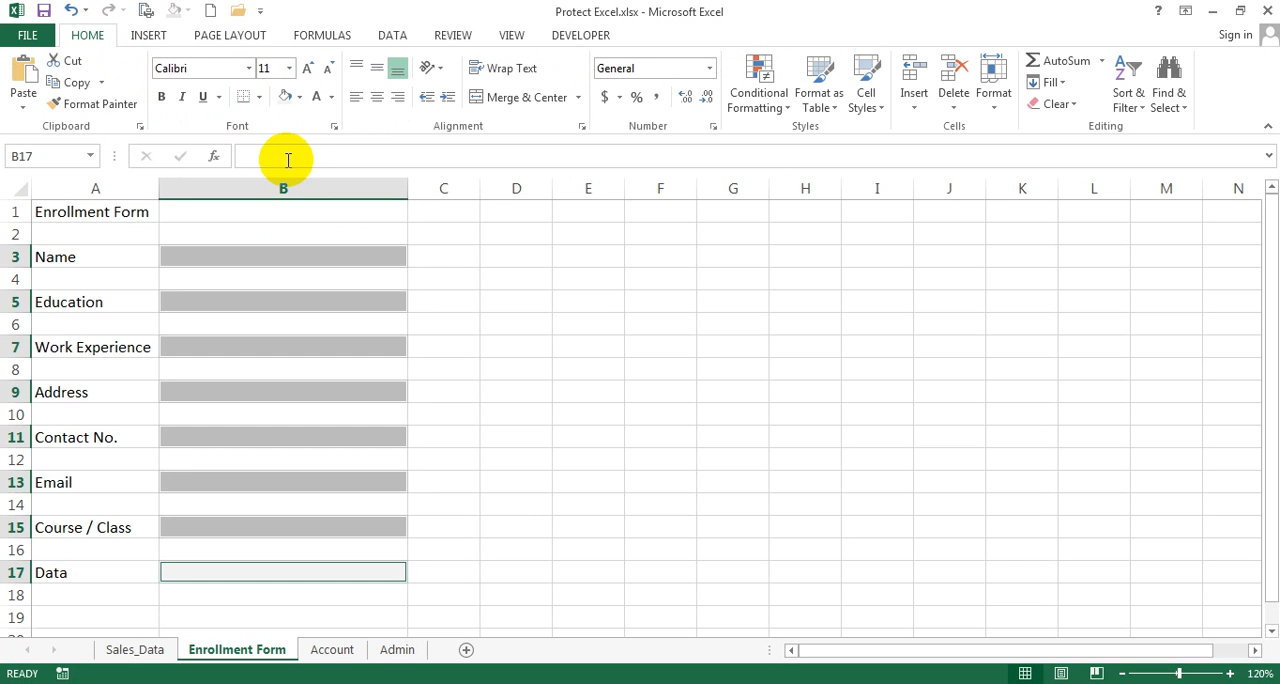 Protect Excel.xlsx - Microsoft Excel
?
Sign in
FILE HOME INSERT PAGE LAYOUT FORMULAS DATA REVIEW VIEW DEVELOPER
Paste
Cut
Copy
Format Painter
Clipboard
Calibri 11
B I U A
Font
Wrap Text
Merge & Center
Alignment
General
$ % ,
Number
Conditional
Formatting
Format as
Table
Cell
Styles
Styles
Insert
Delete
Format
Cells
AutoSum
Fill
Clear
Sort &
Filter
Find &
Select
Editing
B17
fx
A B C D E F G H I J K L M N
1 Enrollment Form
2
3 Name
4
5 Education
6
7 Work Experience
8
9 Address
10
11 Contact No.
12
13 Email
14
15 Course / Class
16
17 Data
18
19
Sales_Data Enrollment Form Account Admin
READY
120%